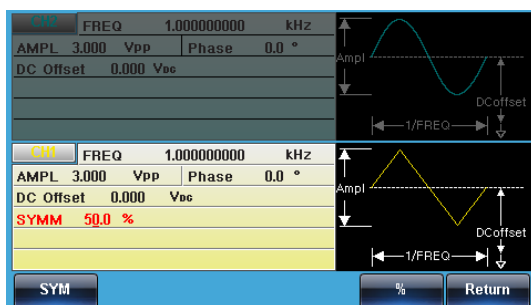 CH2 FREQ 1.000000000 kHz
AMPL 3.000 Vpp Phase 0.0 °
DC Offset 0.000 VDC
Ampl
DCoffset
1/FREQ
CH1 FREQ 1.000000000 kHz
AMPL 3.000 Vpp Phase 0.0 °
DC Offset 0.000 VDC
SYMM 50.0 %
Ampl
DCoffset
1/FREQ
SYM % Return